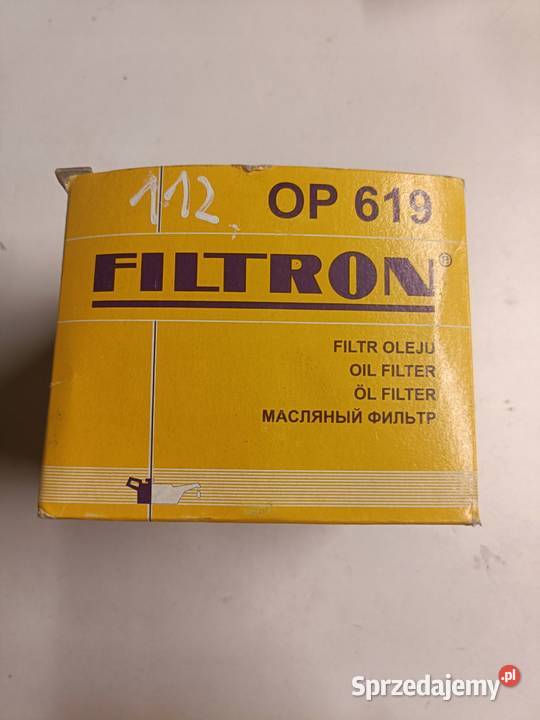 112 OP 619
FILTRON®
FILTR OLEJU
OIL FILTER
ÖL FILTER
МАСЛЯНЫЙ ФИЛЬТР
Sprzedajemy.pl